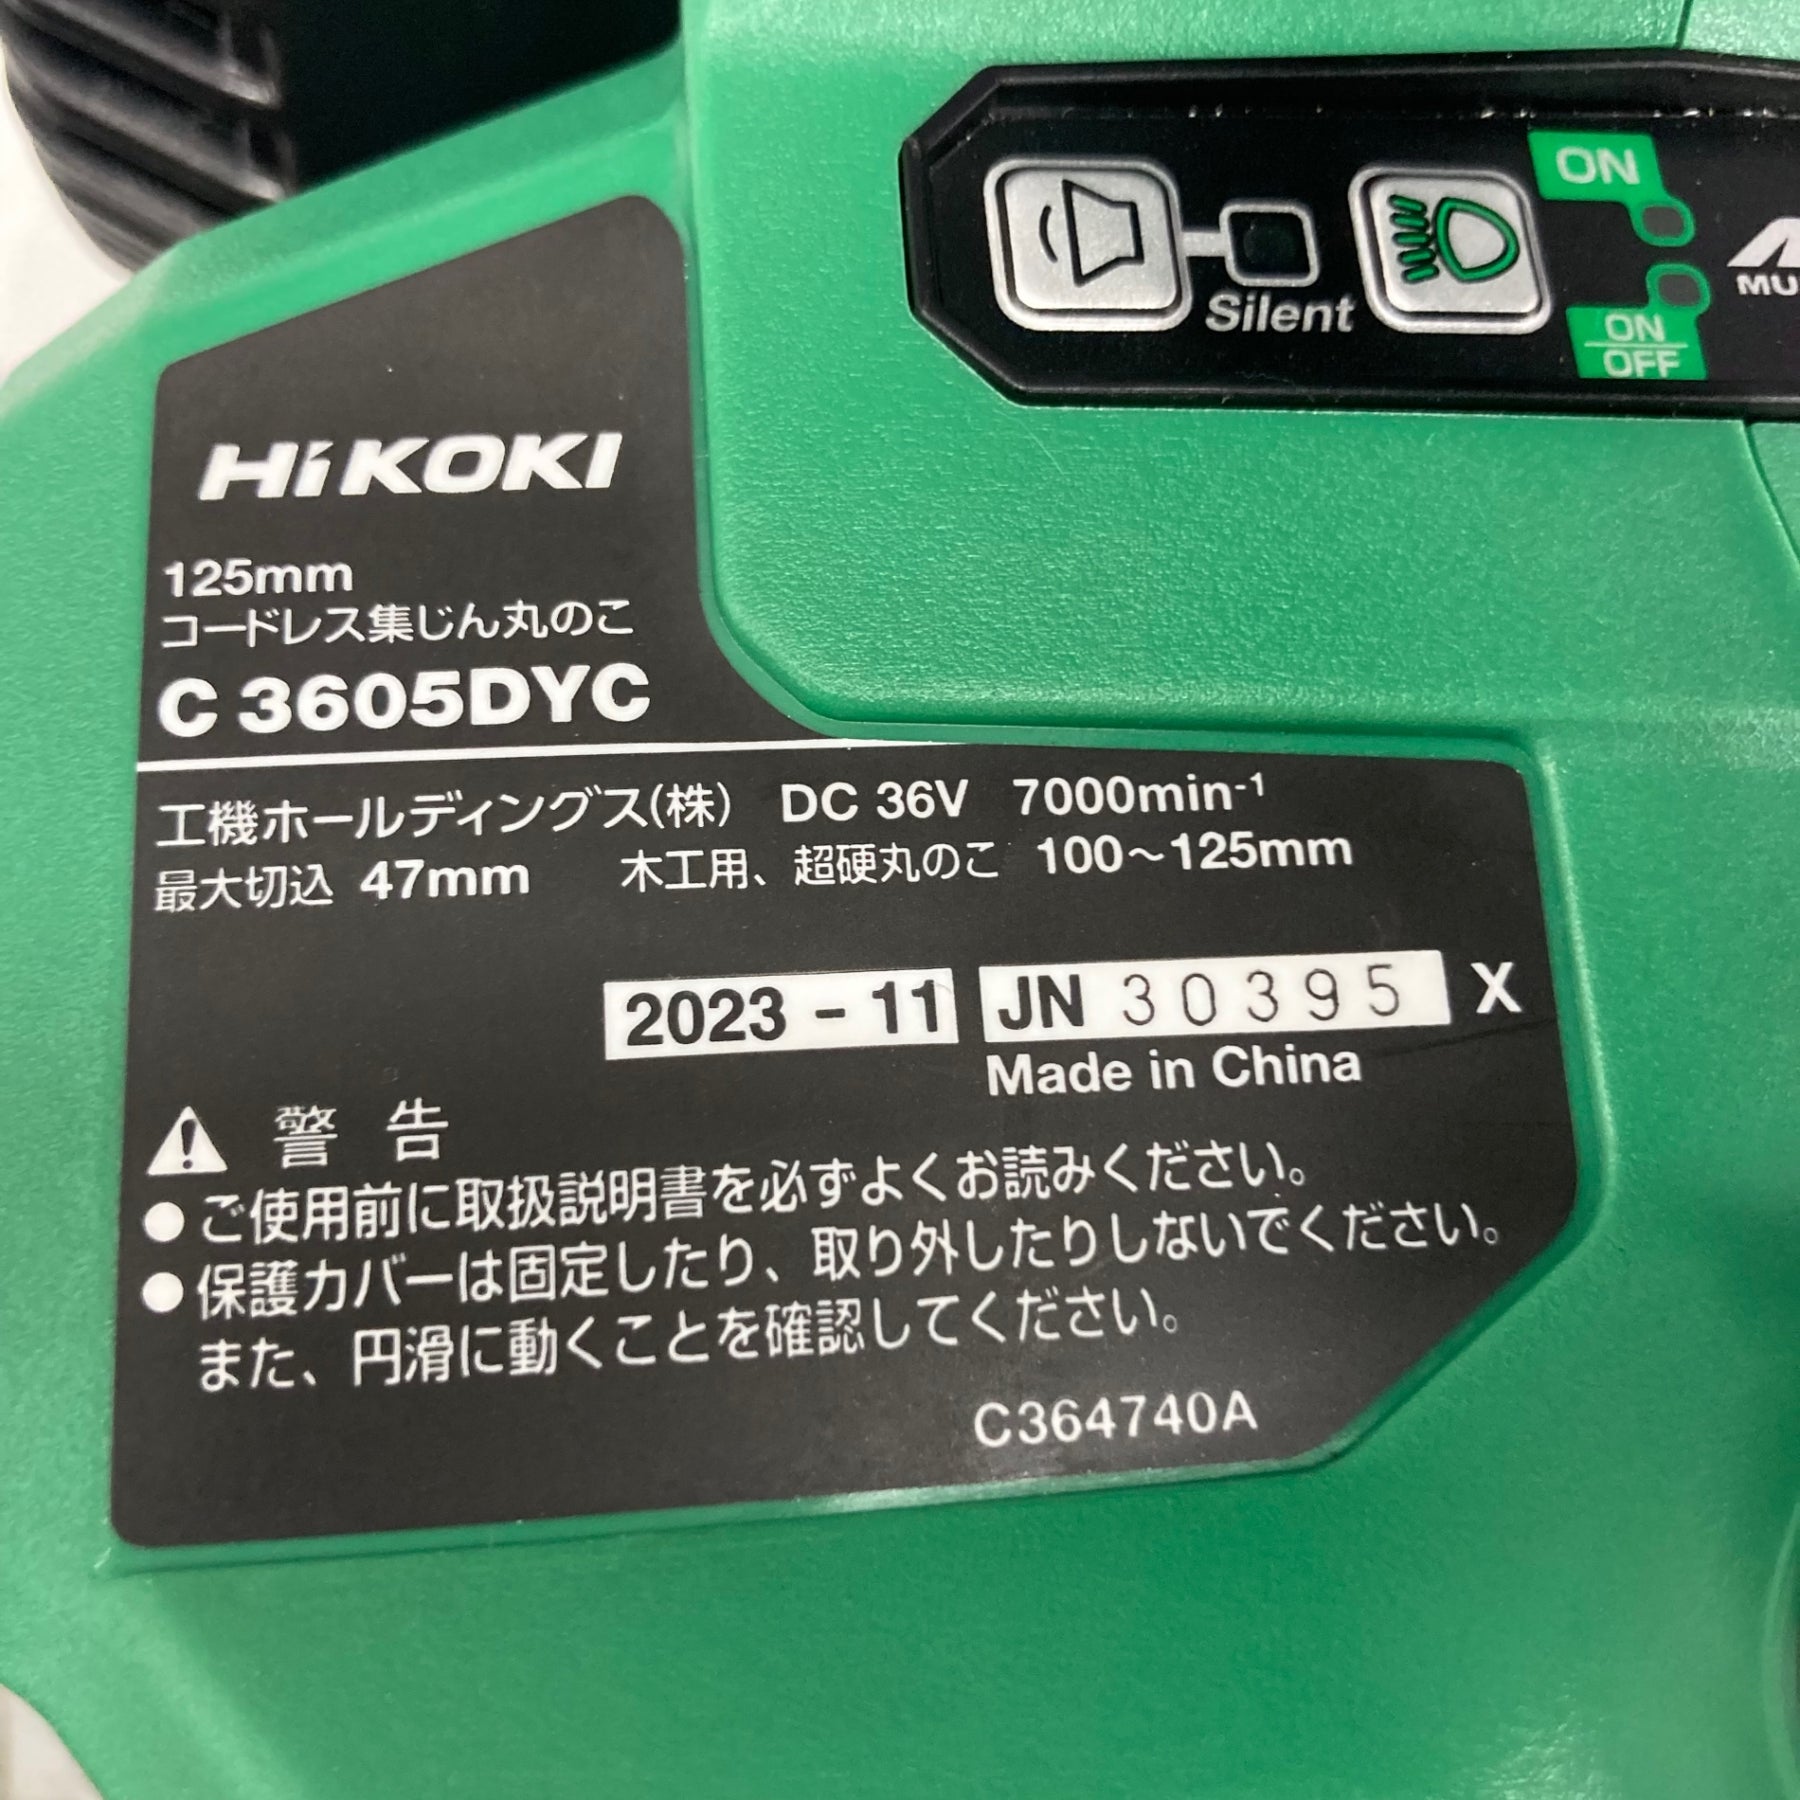 ON
Silent
MU
ON
OFF
HiKOKI
125mm
コードレス集じん丸のこ
C 3605DYC
工機ホールディングス(株) DC 36V 7000min-1
最大切込 47mm 木工用、超硬丸のこ 100～125mm
2023 - 11 JN 30395 X
Made in China
警 告
●ご使用前に取扱説明書を必ずよくお読みください。
●保護カバーは固定したり、取り外したりしないでください。
また、円滑に動くことを確認してください。
C364740A